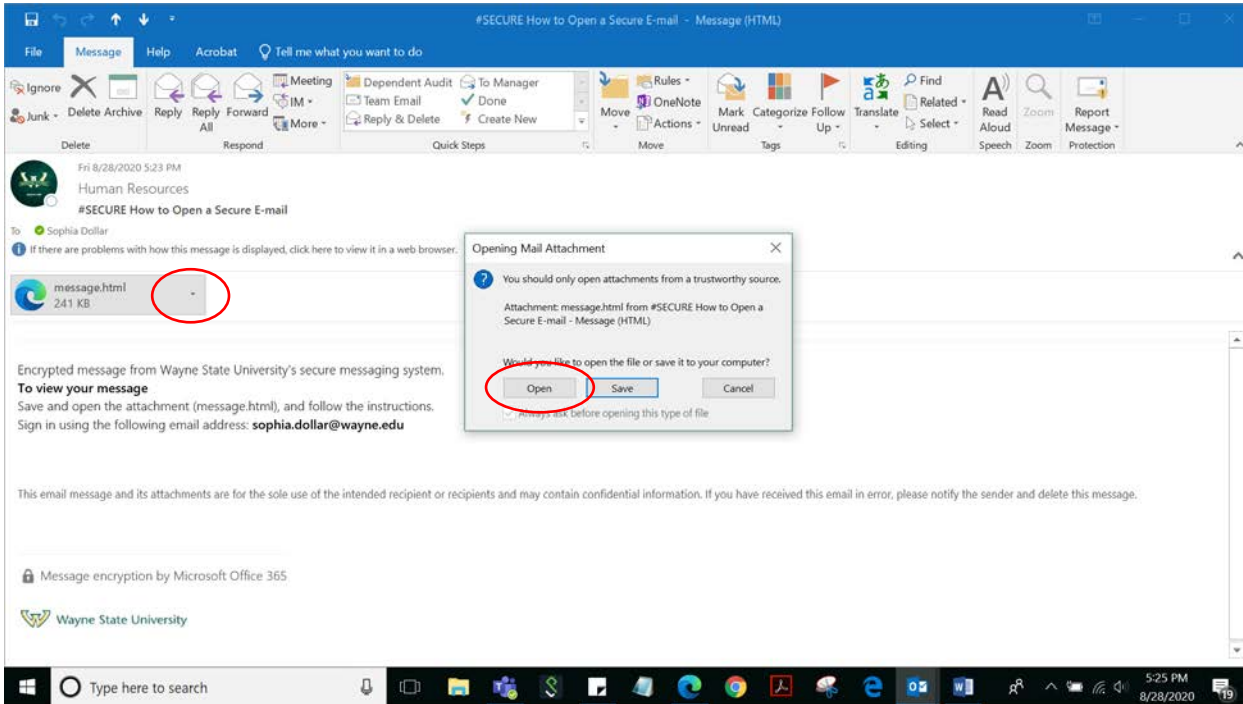 #SECURE How to Open a Secure E-mail - Message (HTML)
File Message Help Acrobat Tell me what you want to do
Ignore
Junk
Delete Archive
Reply Reply All Forward
Meeting
IM
More
Dependent Audit To Manager
Team Email Done
Reply & Delete Create New
Move
Rules
OneNote
Actions
Mark Unread Categorize Follow Up
Translate
Find
Related
Select
Read Aloud
Zoom
Report Message
Delete Respond Quick Steps Move Tags Editing Speech Zoom Protection
Fri 8/28/2020 5:23 PM
Human Resources
#SECURE How to Open a Secure E-mail
To Sophia Dollar
If there are problems with how this message is displayed, click here to view it in a web browser.
message.html
241 KB
Opening Mail Attachment
You should only open attachments from a trustworthy source.
Attachment: message.html from #SECURE How to Open a
Secure E-mail - Message (HTML)
Would you like to open the file or save it to your computer?
Open Save Cancel
Always ask before opening this type of file
Encrypted message from Wayne State University's secure messaging system.
To view your message
Save and open the attachment (message.html), and follow the instructions.
Sign in using the following email address: sophia.dollar@wayne.edu
This email message and its attachments are for the sole use of the intended recipient or recipients and may contain confidential information. If you have received this email in error, please notify the sender and delete this message.
Message encryption by Microsoft Office 365
Wayne State University
Type here to search
5:25 PM
8/28/2020
19